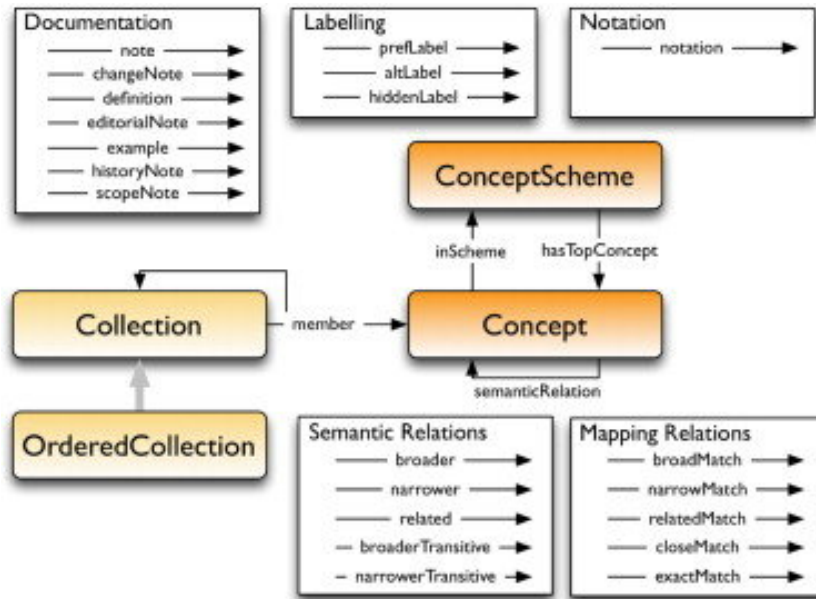 Documentation
note
changeNote
definition
editorialNote
example
historyNote
scopeNote
Labelling
prefLabel
altLabel
hiddenLabel
Notation
notation
ConceptScheme
inScheme
hasTopConcept
Collection
member
Concept
semanticRelation
OrderedCollection
Semantic Relations
broader
narrower
related
broaderTransitive
narrowerTransitive
Mapping Relations
broadMatch
narrowMatch
relatedMatch
closeMatch
exactMatch